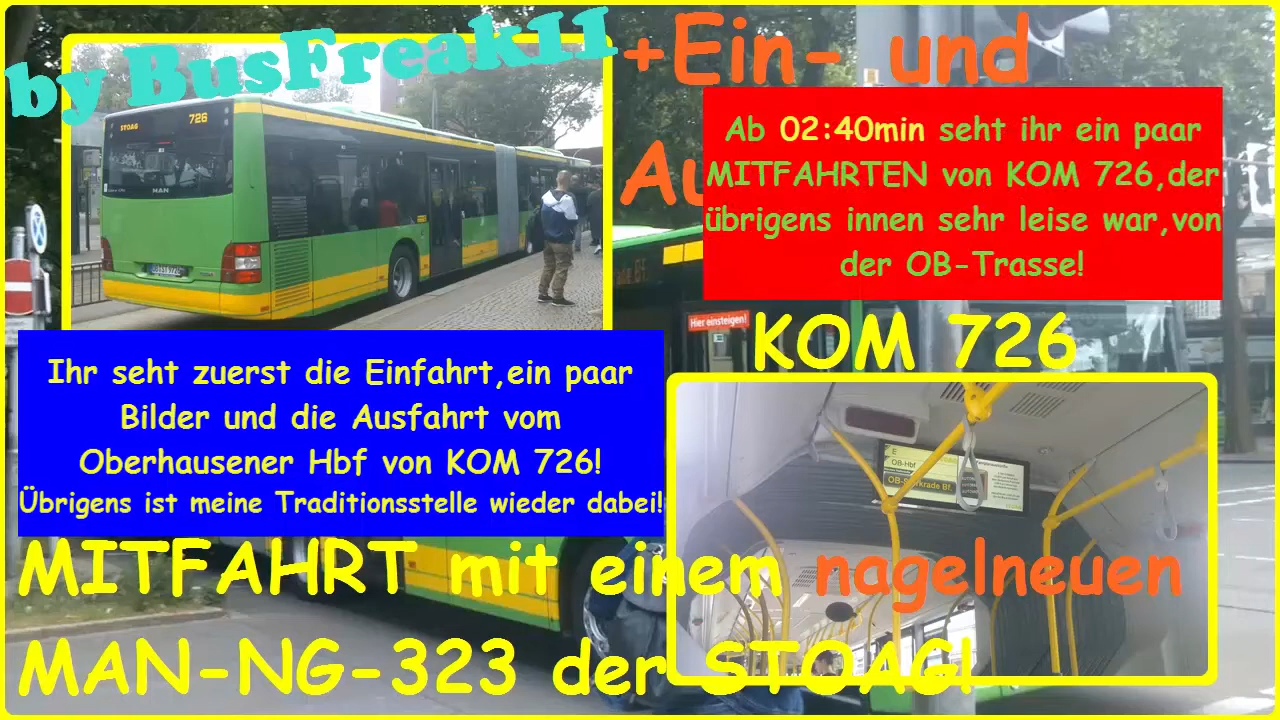 by BusFreak11
+Ein- und
Ab 02:40min seht ihr ein paar
MITFAHRTEN von KOM 726,der
übrigens innen sehr leise war,von
der OB-Trasse!
STOAG 726
MAN
Hier einsteigen!
KOM 726
Ihr seht zuerst die Einfahrt,ein paar
Bilder und die Ausfahrt vom
Oberhausener Hbf von KOM 726!
Übrigens ist meine Traditionsstelle wieder dabei!
E
OB-Hbf
OB-Sterkrade Bf.
MITFAHRT mit einem nagelneuen
MAN-NG-323 der STOAG!